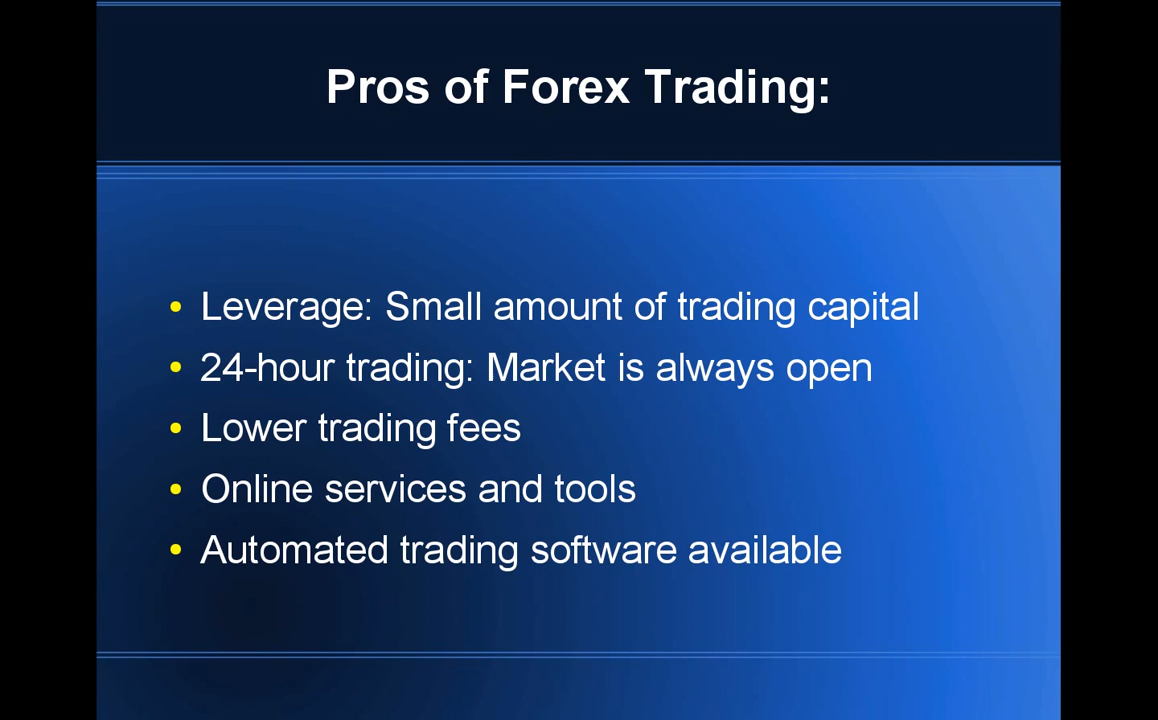 Pros of Forex Trading:
• Leverage: Small amount of trading capital
• 24-hour trading: Market is always open
• Lower trading fees
• Online services and tools
• Automated trading software available